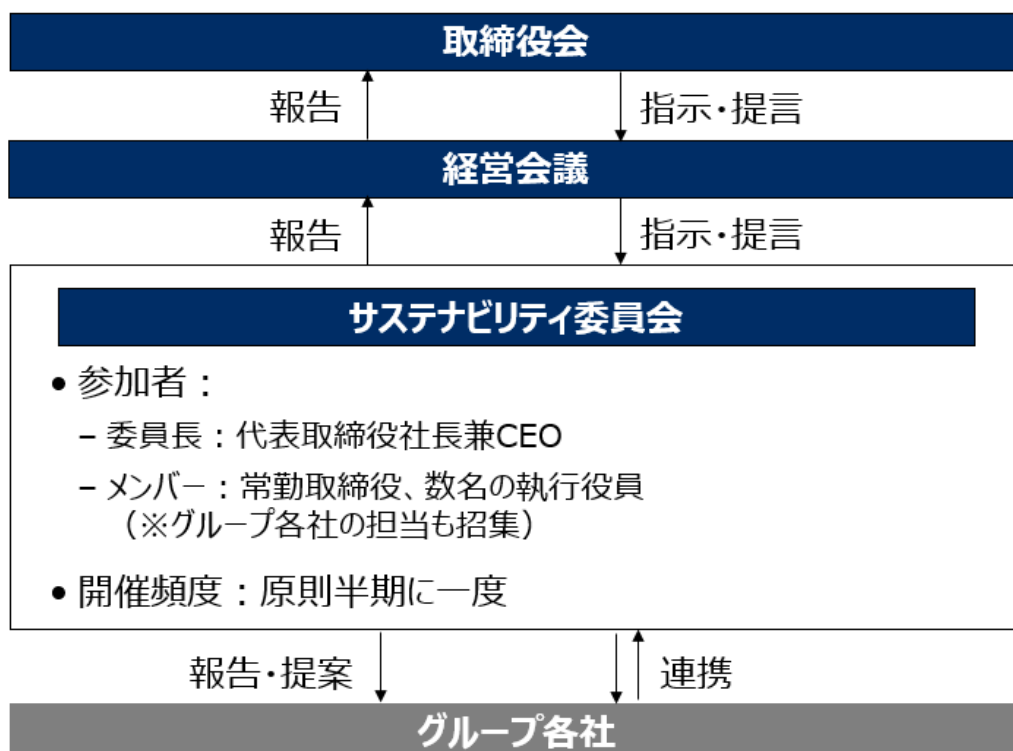 取締役会
報告
指示・提言
経営会議
報告
指示・提言
サステナビリティ委員会
• 参加者：
– 委員長：代表取締役社長兼CEO
– メンバー：常勤取締役、数名の執行役員
（※グループ各社の担当も招集）
• 開催頻度：原則半期に一度
報告・提案
連携
グループ各社